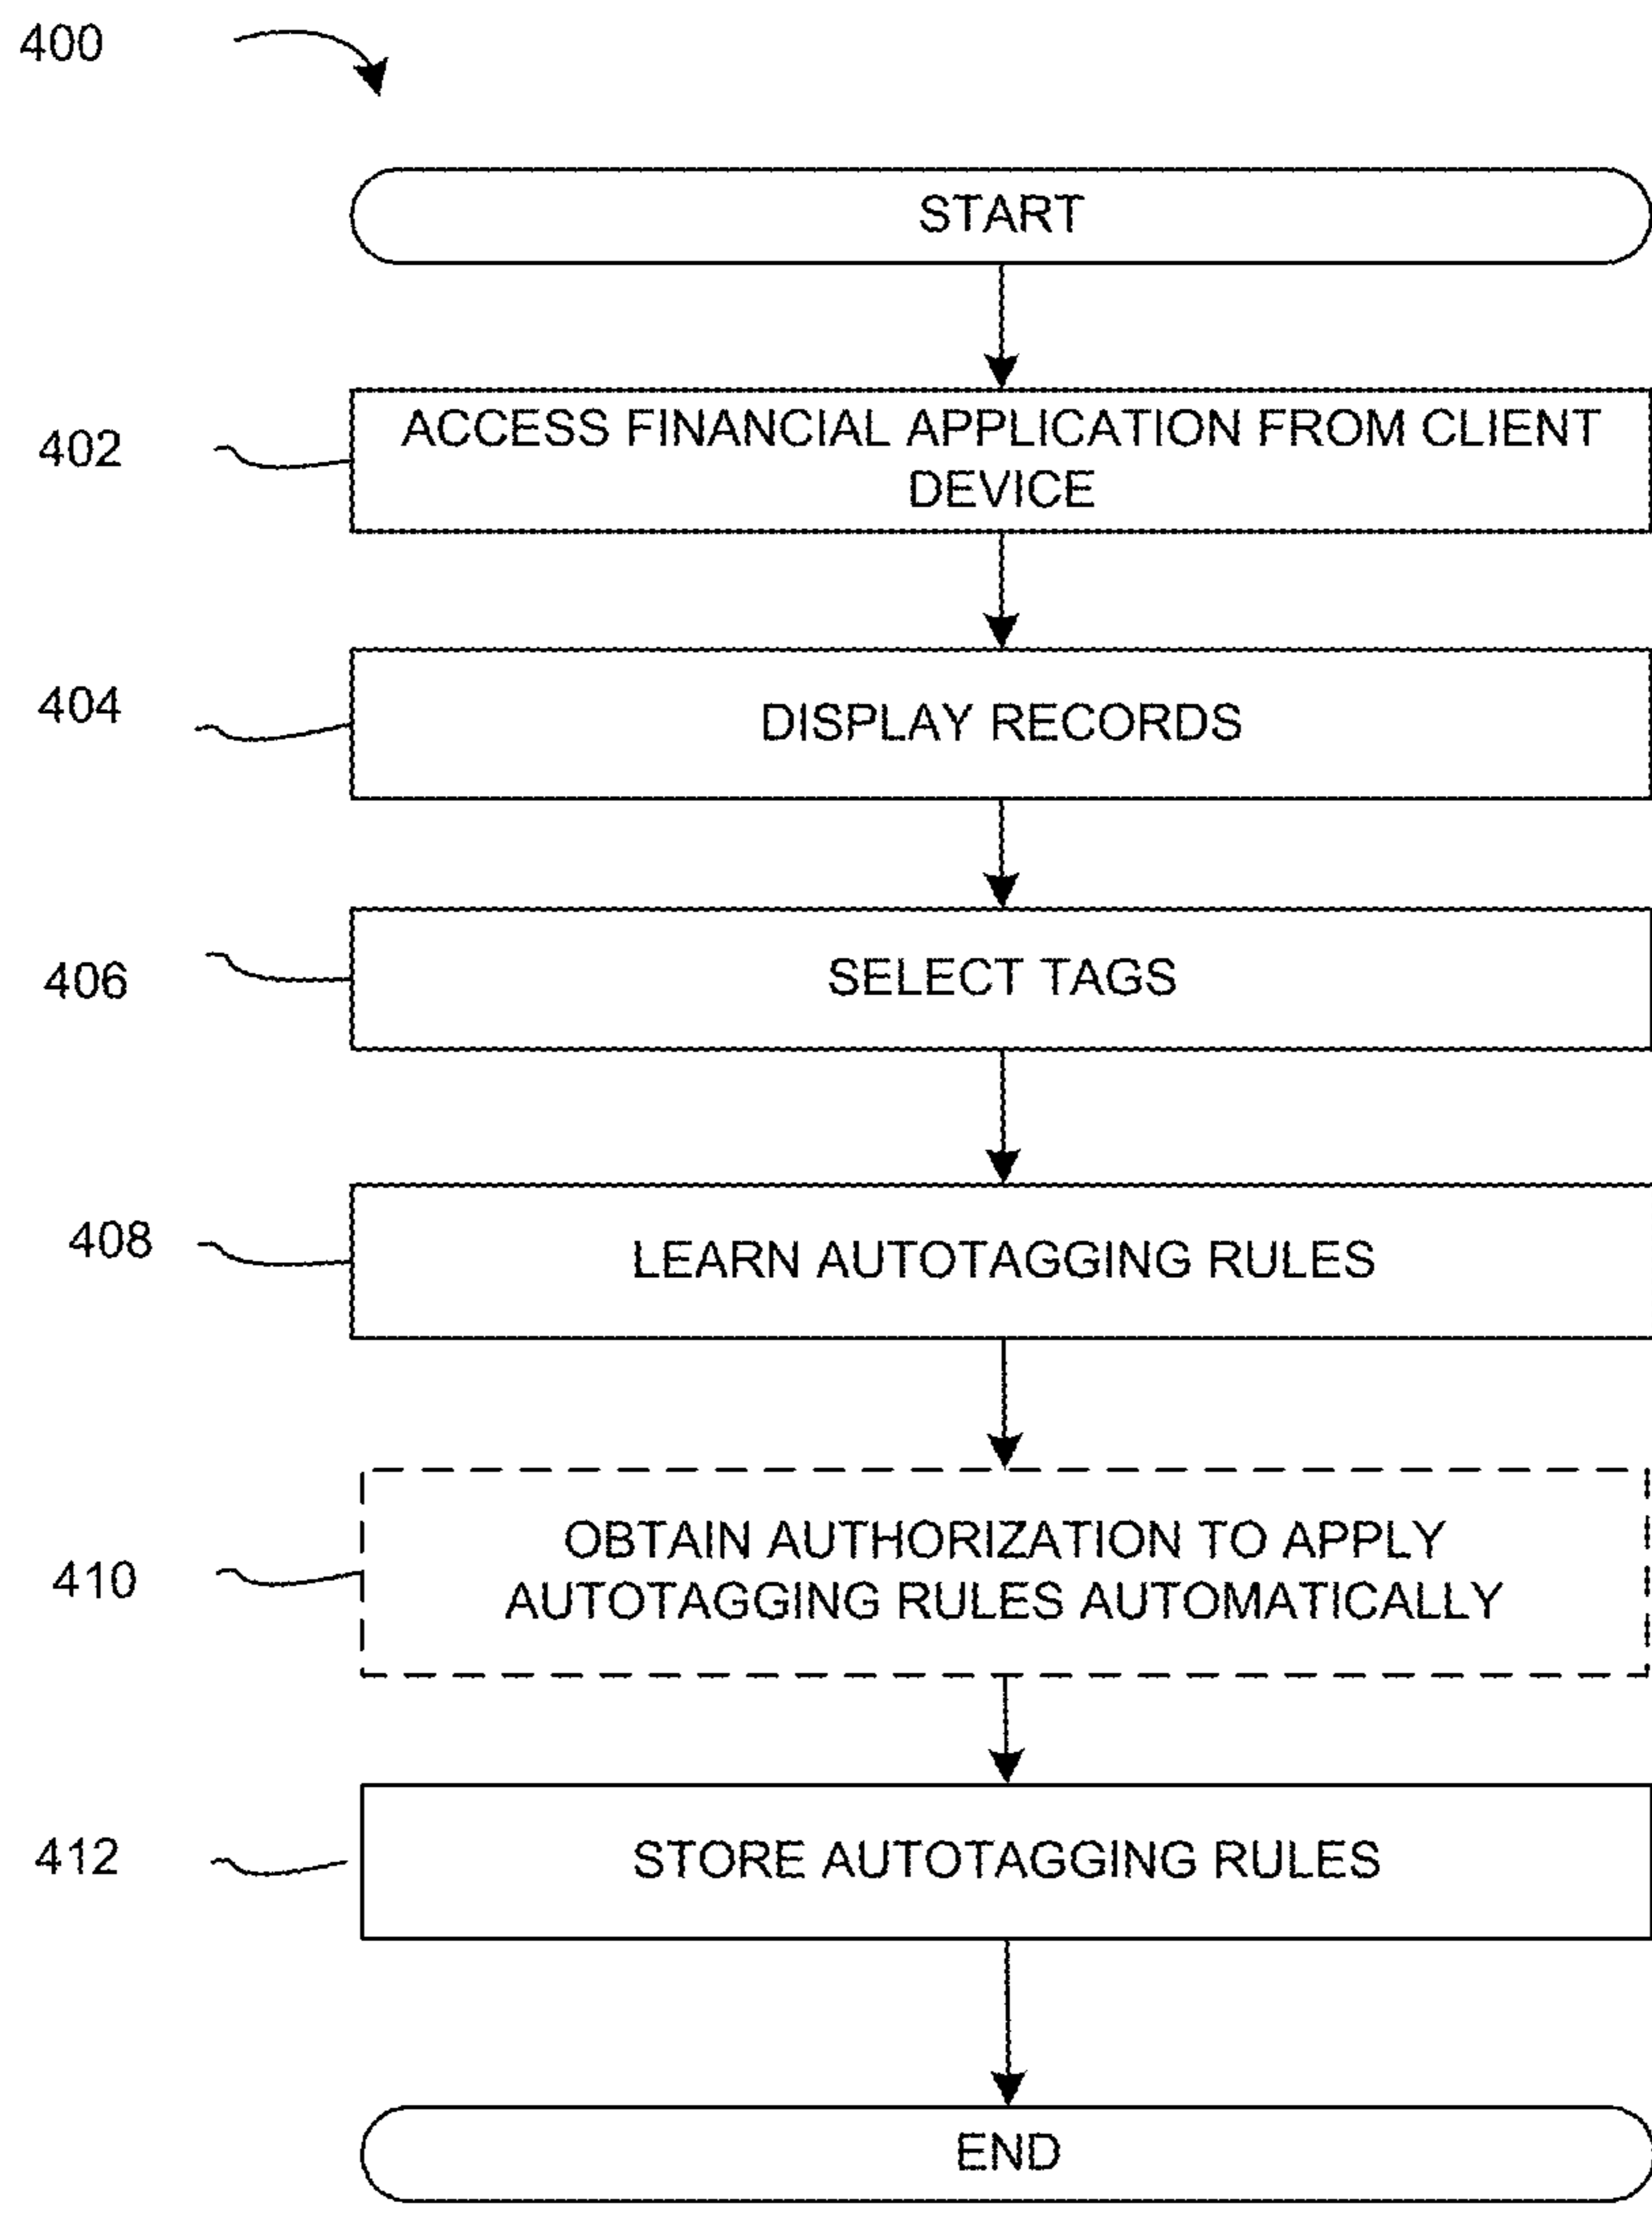 400
START
402
ACCESS FINANCIAL APPLICATION FROM CLIENT
DEVICE
404
DISPLAY RECORDS
406
SELECT TAGS
408
LEARN AUTOTAGGING RULES
410
OBTAIN AUTHORIZATION TO APPLY
AUTOTAGGING RULES AUTOMATICALLY
412
STORE AUTOTAGGING RULES
END